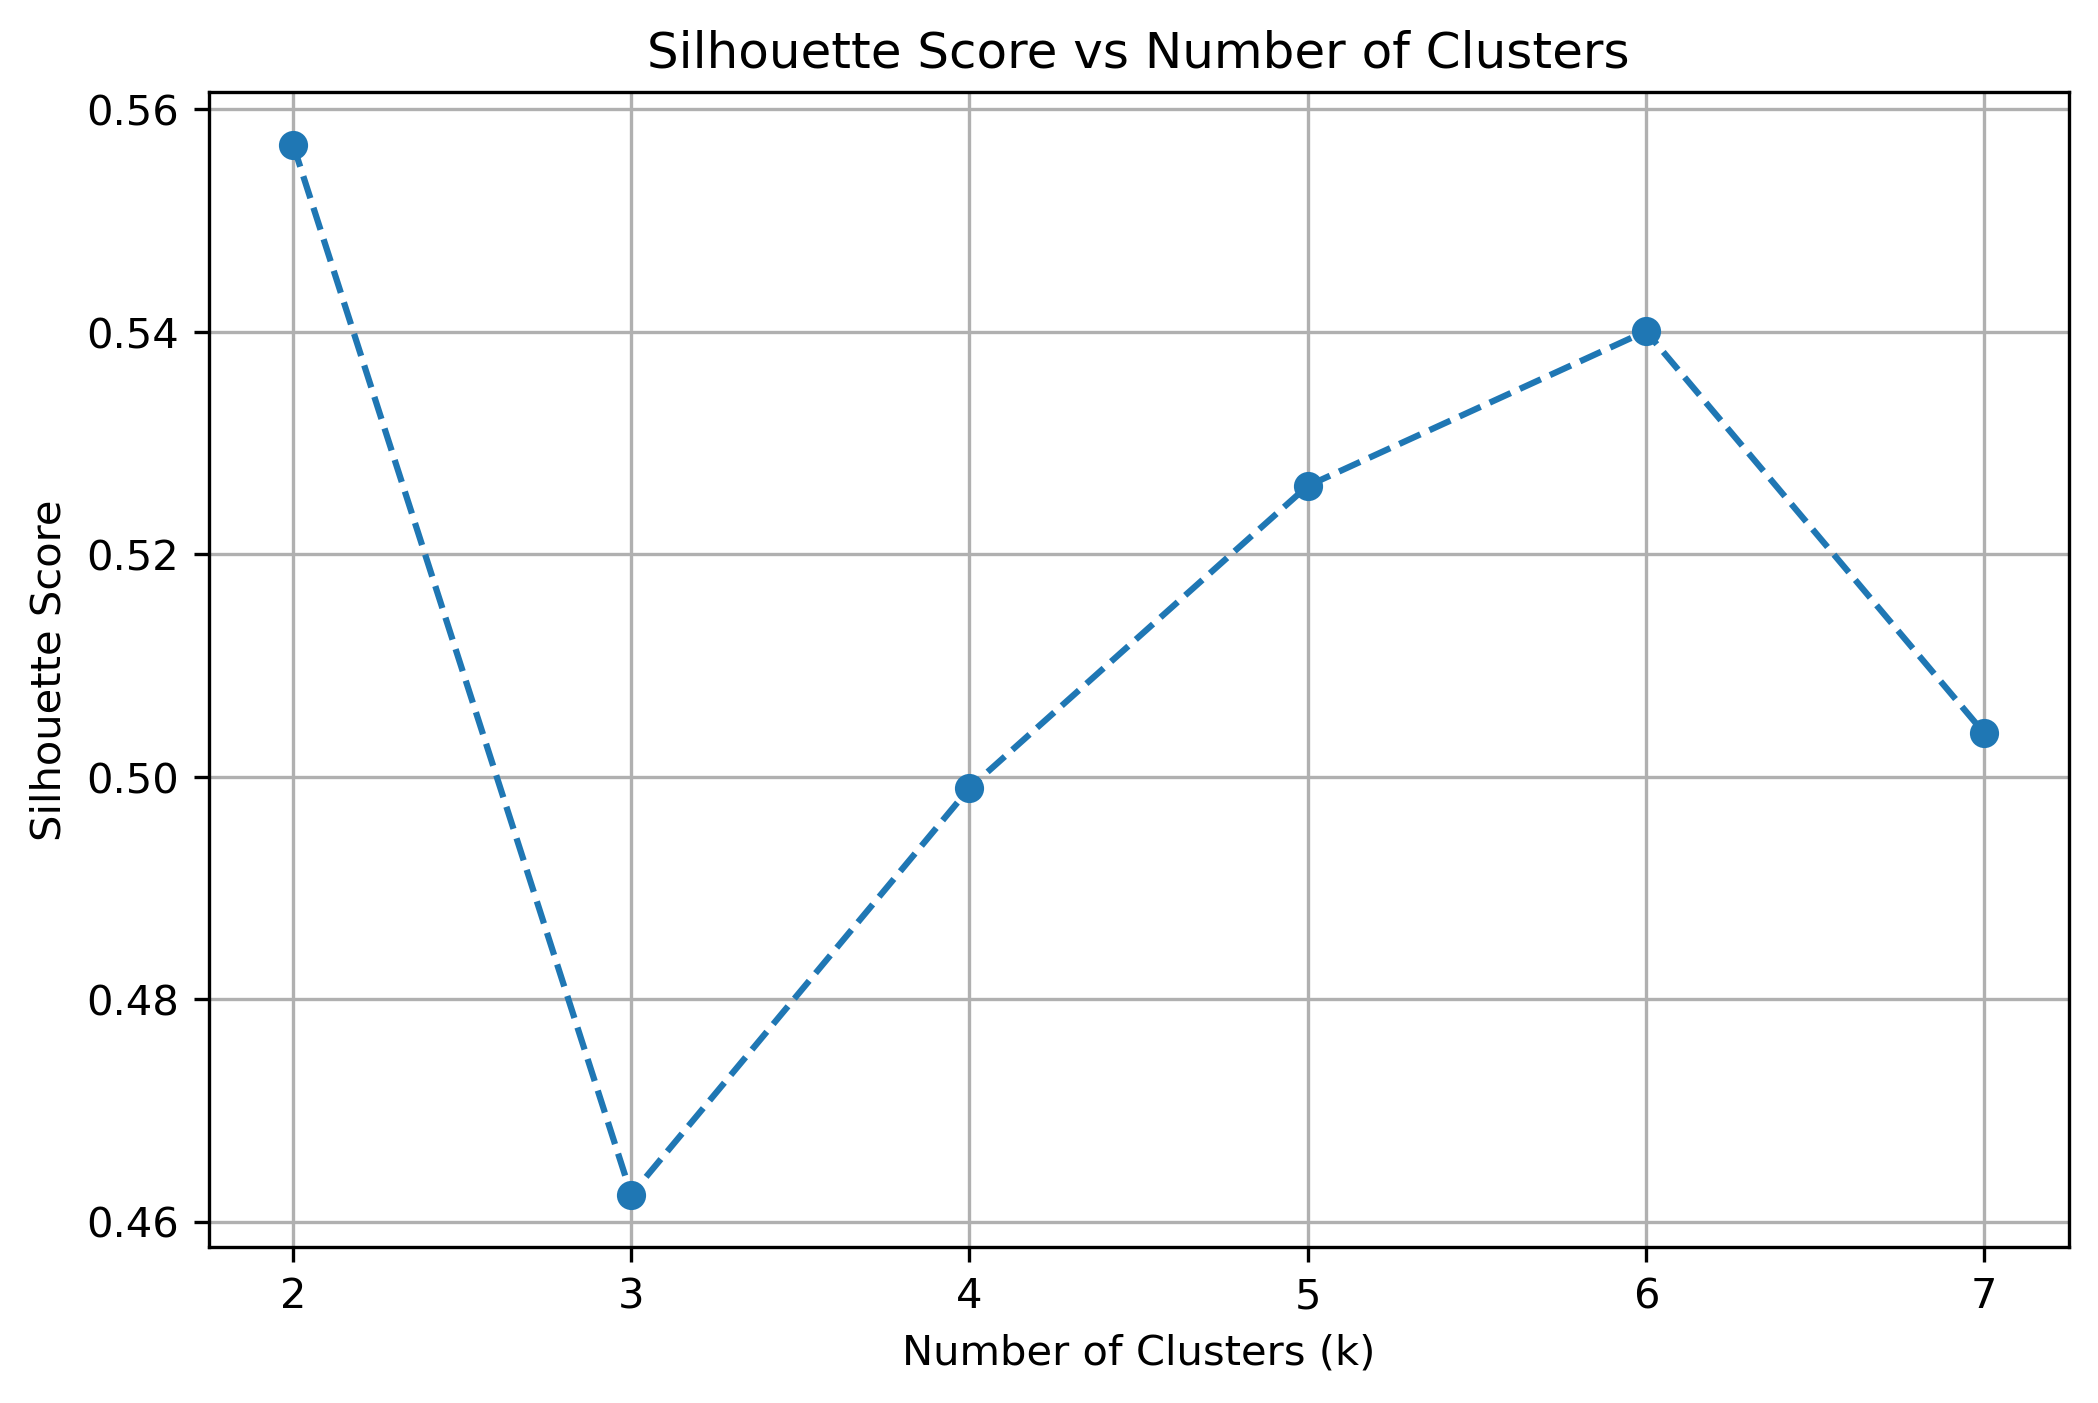 Silhouette Score vs Number of Clusters
0.56
0.54
0.52
0.50
0.48
0.46
Silhouette Score
2 3 4 5 6 7
Number of Clusters (k)